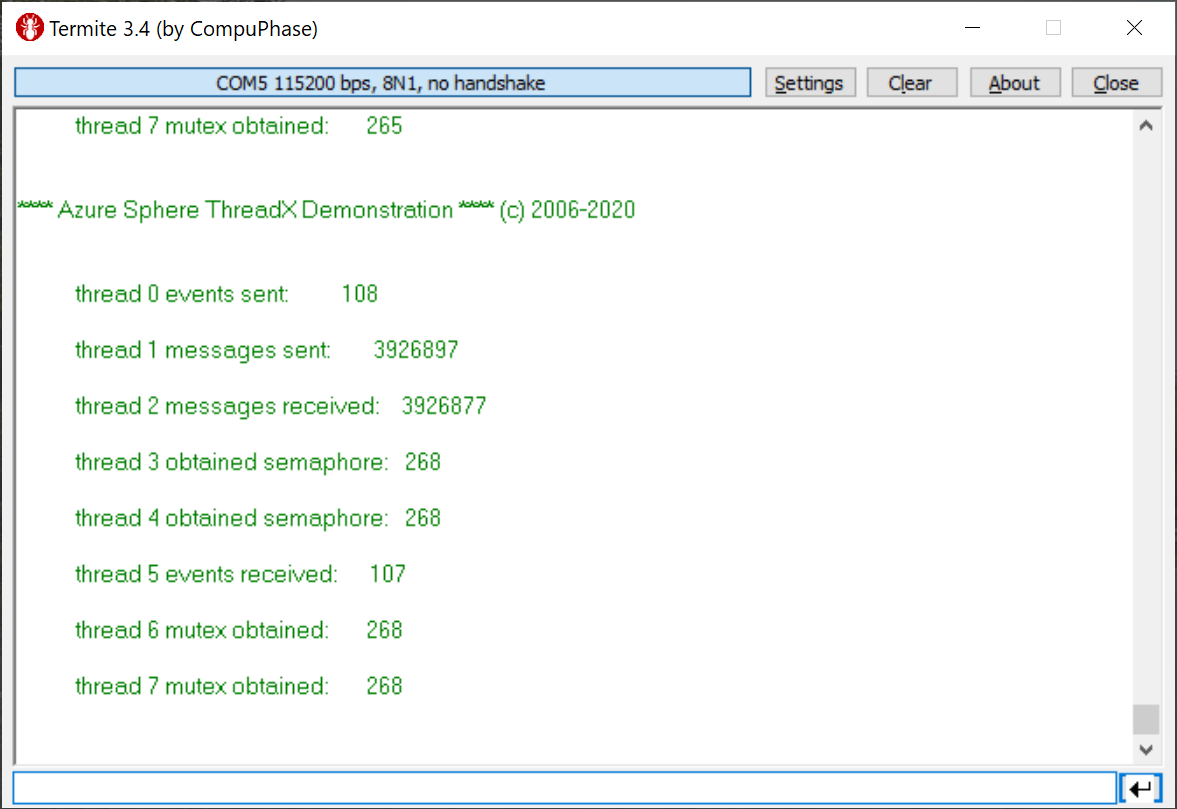 Termite 3.4 (by CompuPhase)
COM5 115200 bps, 8N1, no handshake Settings Clear About Close
thread 7 mutex obtained: 265
***** Azure Sphere ThreadX Demonstration ***** (c) 2006-2020
thread 0 events sent: 108
thread 1 messages sent: 3926897
thread 2 messages received: 3926877
thread 3 obtained semaphore: 268
thread 4 obtained semaphore: 268
thread 5 events received: 107
thread 6 mutex obtained: 268
thread 7 mutex obtained: 268